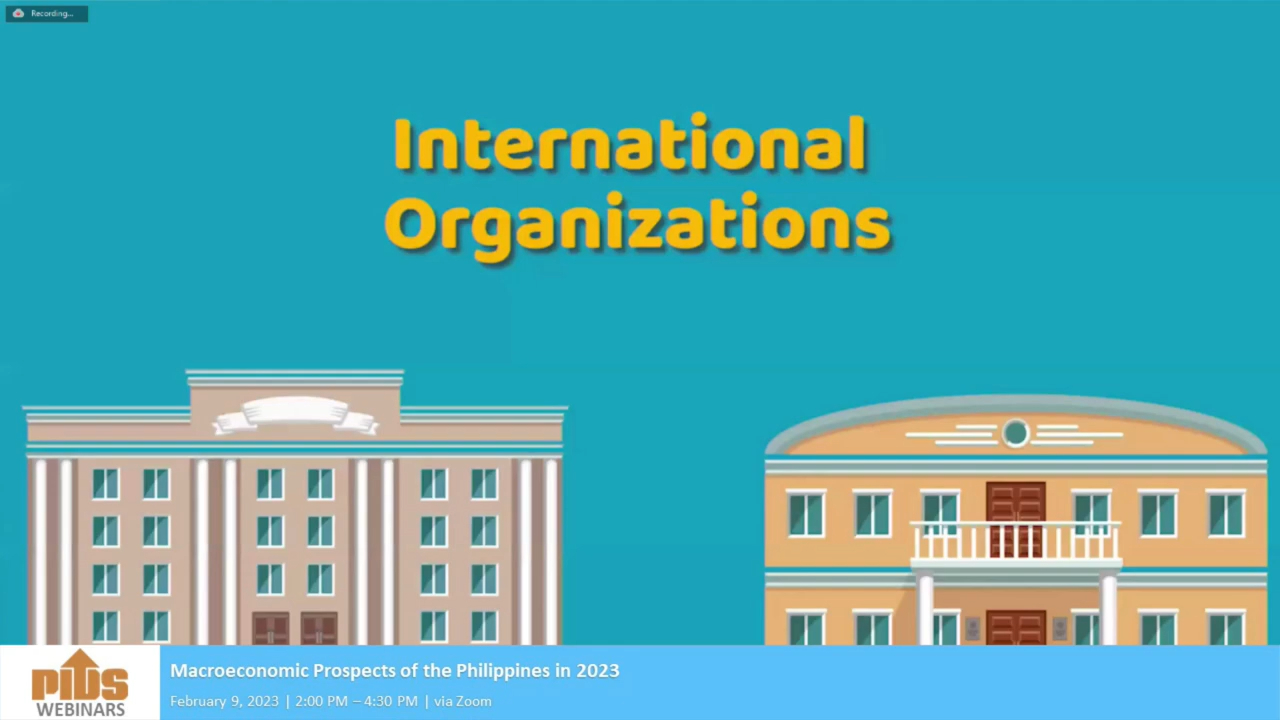 Recording...
International
Organizations
pids
WEBINARS
Macroeconomic Prospects of the Philippines in 2023
February 9, 2023 | 2:00 PM – 4:30 PM | via Zoom